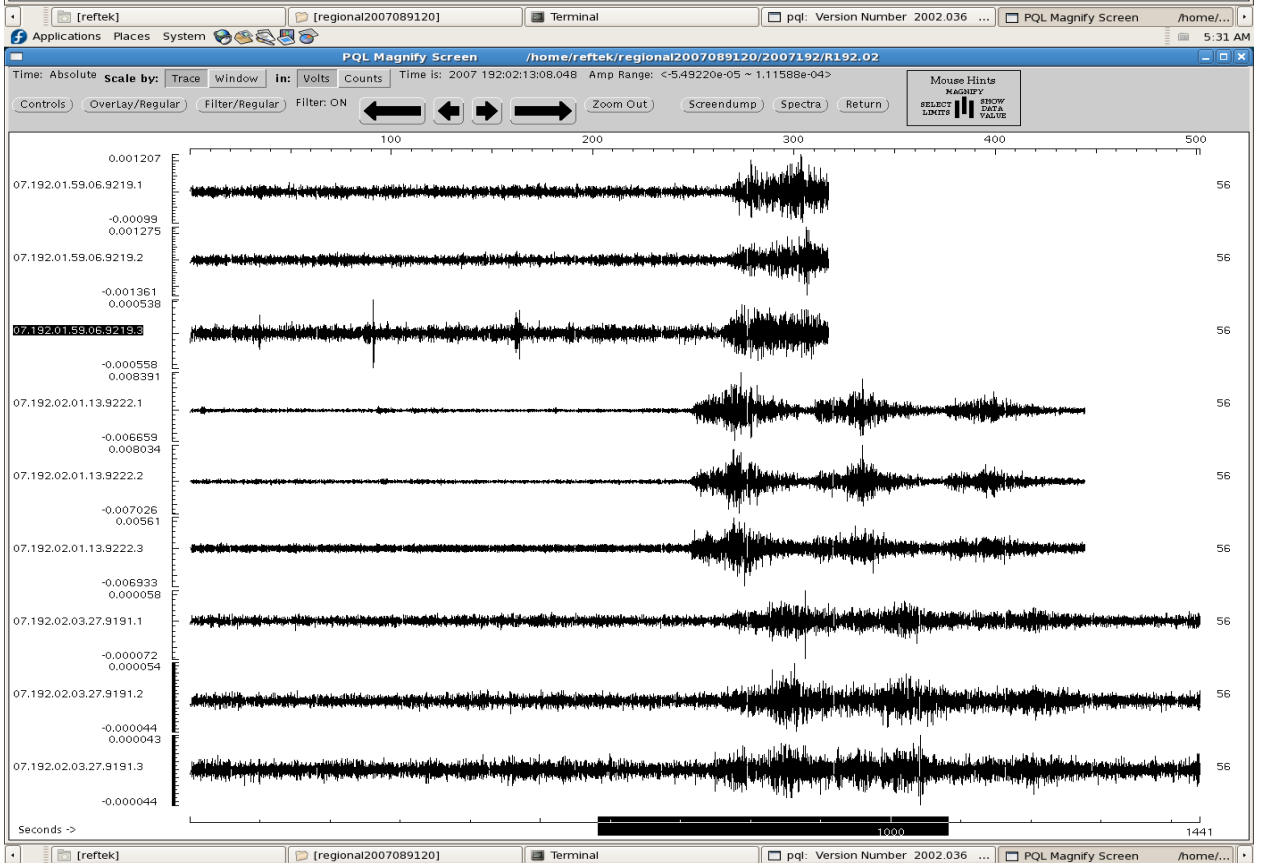 [reftek] [regional2007089120] Terminal pql: Version Number 2002.036 ... PQL Magnify Screen /home/...
Applications Places System 5:31 AM
PQL Magnify Screen /home/reftek/regional2007089120/2007192/R192.02
Time: Absolute Scale by: Trace Window in: Volts Counts Time is: 2007 192:02:13:08.048 Amp Range: <-5.49220e-05 ~ 1.11588e-04>
Mouse Hints
MAGNIFY
SELECT LIMITS SHOW DATA VALUE
Controls OverLay/Regular Filter/Regular Filter: ON Zoom Out Screendump Spectra Return
100 200 300 400 500
0.001207
07.192.01.59.06.9219.1 56
-0.00099
0.001275
07.192.01.59.06.9219.2 56
-0.001361
0.000538
07.192.01.59.06.9219.3 56
-0.000558
0.008391
07.192.02.01.13.9222.1 56
-0.006659
0.008034
07.192.02.01.13.9222.2 56
-0.007026
0.00561
07.192.02.01.13.9222.3 56
-0.006933
0.000058
07.192.02.03.27.9191.1 56
-0.000072
0.000054
07.192.02.03.27.9191.2 56
-0.000044
0.000043
07.192.02.03.27.9191.3 56
-0.000044
Seconds -> 1000 1441
[reftek] [regional2007089120] Terminal pql: Version Number 2002.036 ... PQL Magnify Screen /home/...